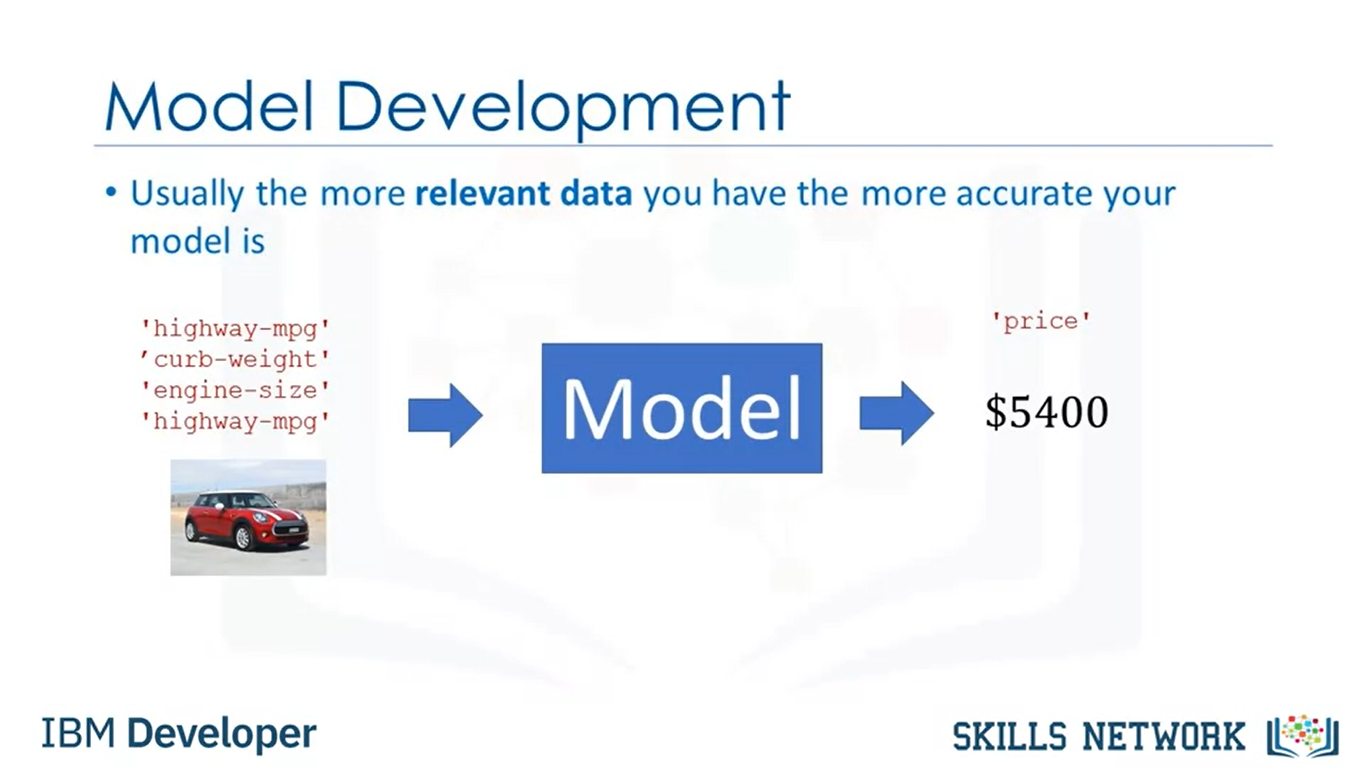 Model Development
• Usually the more relevant data you have the more accurate your
model is
'highway-mpg'
’curb-weight'
'engine-size'
'highway-mpg'
Model
'price'
$5400
IBM Developer
SKILLS NETWORK